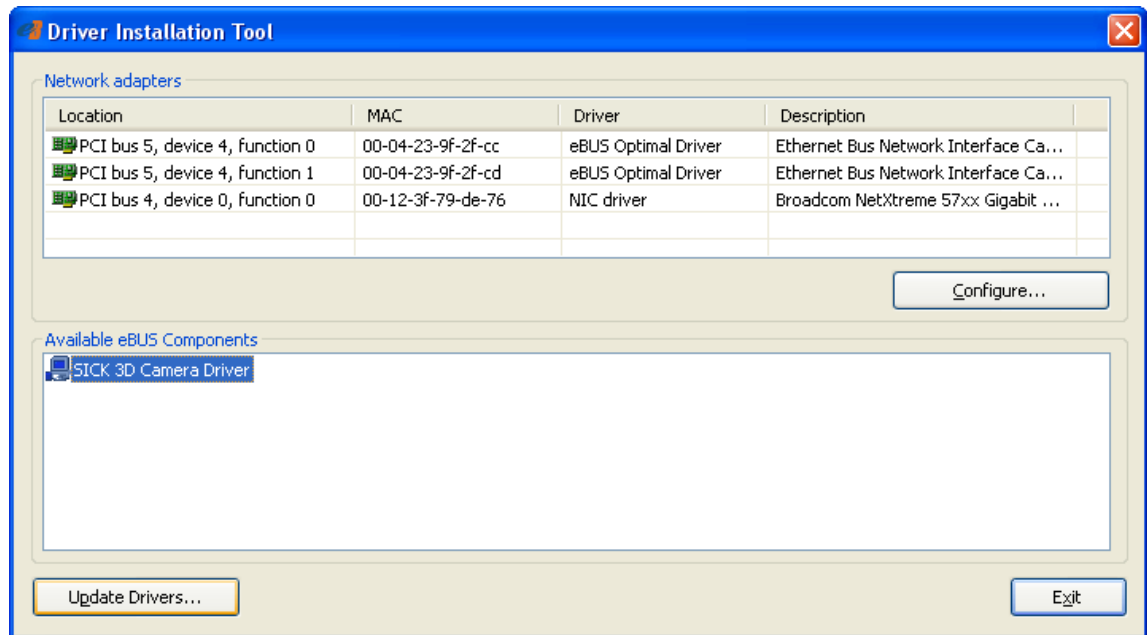 Driver Installation Tool
Network adapters
Location MAC Driver Description
PCI bus 5, device 4, function 0 00-04-23-9f-2f-cc eBUS Optimal Driver Ethernet Bus Network Interface Ca...
PCI bus 5, device 4, function 1 00-04-23-9f-2f-cd eBUS Optimal Driver Ethernet Bus Network Interface Ca...
PCI bus 4, device 0, function 0 00-12-3f-79-de-76 NIC driver Broadcom NetXtreme 57xx Gigabit ...
Configure...
Available eBUS Components
SICK 3D Camera Driver
Update Drivers... Exit